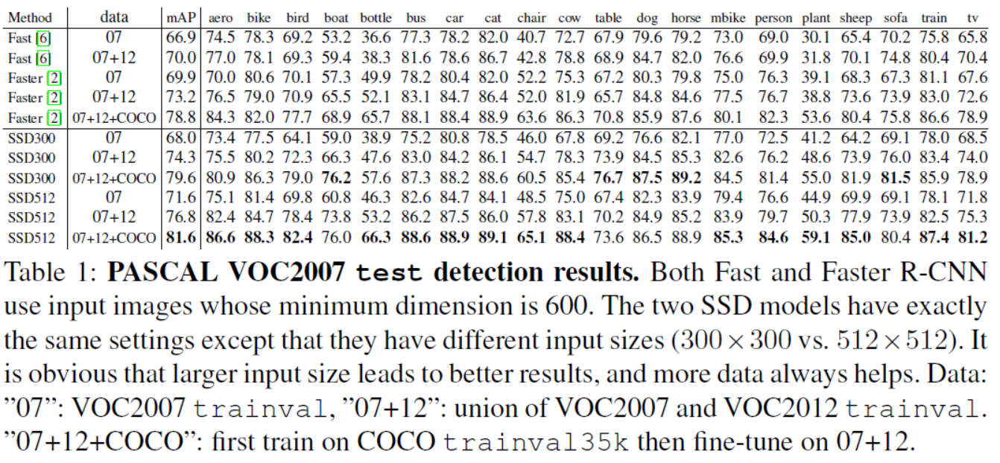 Method data mAP aero bike bird boat bottle bus car cat chair cow table dog horse mbike person plant sheep sofa train tv
Fast [6] 07 66.9 74.5 78.3 69.2 53.2 36.6 77.3 78.2 82.0 40.7 72.7 67.9 79.6 79.2 73.0 69.0 30.1 65.4 70.2 75.8 65.8
Fast [6] 07+12 70.0 77.0 78.1 69.3 59.4 38.3 81.6 78.6 86.7 42.8 78.8 68.9 84.7 82.0 76.6 69.9 31.8 70.1 74.8 80.4 70.4
Faster [2] 07 69.9 70.0 80.6 70.1 57.3 49.9 78.2 80.4 82.0 52.2 75.3 67.2 80.3 79.8 75.0 76.3 39.1 68.3 67.3 81.1 67.6
Faster [2] 07+12 73.2 76.5 79.0 70.9 65.5 52.1 83.1 84.7 86.4 52.0 81.9 65.7 84.8 84.6 77.5 76.7 38.8 73.6 73.9 83.0 72.6
Faster [2] 07+12+COCO 78.8 84.3 82.0 77.7 68.9 65.7 88.1 88.4 88.9 63.6 86.3 70.8 85.9 87.6 80.1 82.3 53.6 80.4 75.8 86.6 78.9
SSD300 07 68.0 73.4 77.5 64.1 59.0 38.9 75.2 80.8 78.5 46.0 67.8 69.2 76.6 82.1 77.0 72.5 41.2 64.2 69.1 78.0 68.5
SSD300 07+12 74.3 75.5 80.2 72.3 66.3 47.6 83.0 84.2 86.1 54.7 78.3 73.9 84.5 85.3 82.6 76.2 48.6 73.9 76.0 83.4 74.0
SSD300 07+12+COCO 79.6 80.9 86.3 79.0 76.2 57.6 87.3 88.2 88.6 60.5 85.4 76.7 87.5 89.2 84.5 81.4 55.0 81.9 81.5 85.9 78.9
SSD512 07 71.6 75.1 81.4 69.8 60.8 46.3 82.6 84.7 84.1 48.5 75.0 67.4 82.3 83.9 79.4 76.6 44.9 69.9 69.1 78.1 71.8
SSD512 07+12 76.8 82.4 84.7 78.4 73.8 53.2 86.2 87.5 86.0 57.8 83.1 70.2 84.9 85.2 83.9 79.7 50.3 77.9 73.9 82.5 75.3
SSD512 07+12+COCO 81.6 86.6 88.3 82.4 76.0 66.3 88.6 88.9 89.1 65.1 88.4 73.6 86.5 88.9 85.3 84.6 59.1 85.0 80.4 87.4 81.2
Table 1: PASCAL VOC2007 test detection results. Both Fast and Faster R-CNN
use input images whose minimum dimension is 600. The two SSD models have exactly
the same settings except that they have different input sizes (300×300 vs. 512×512). It
is obvious that larger input size leads to better results, and more data always helps. Data:
”07”: VOC2007 trainval, ”07+12”: union of VOC2007 and VOC2012 trainval.
”07+12+COCO”: first train on COCO trainval35k then fine-tune on 07+12.